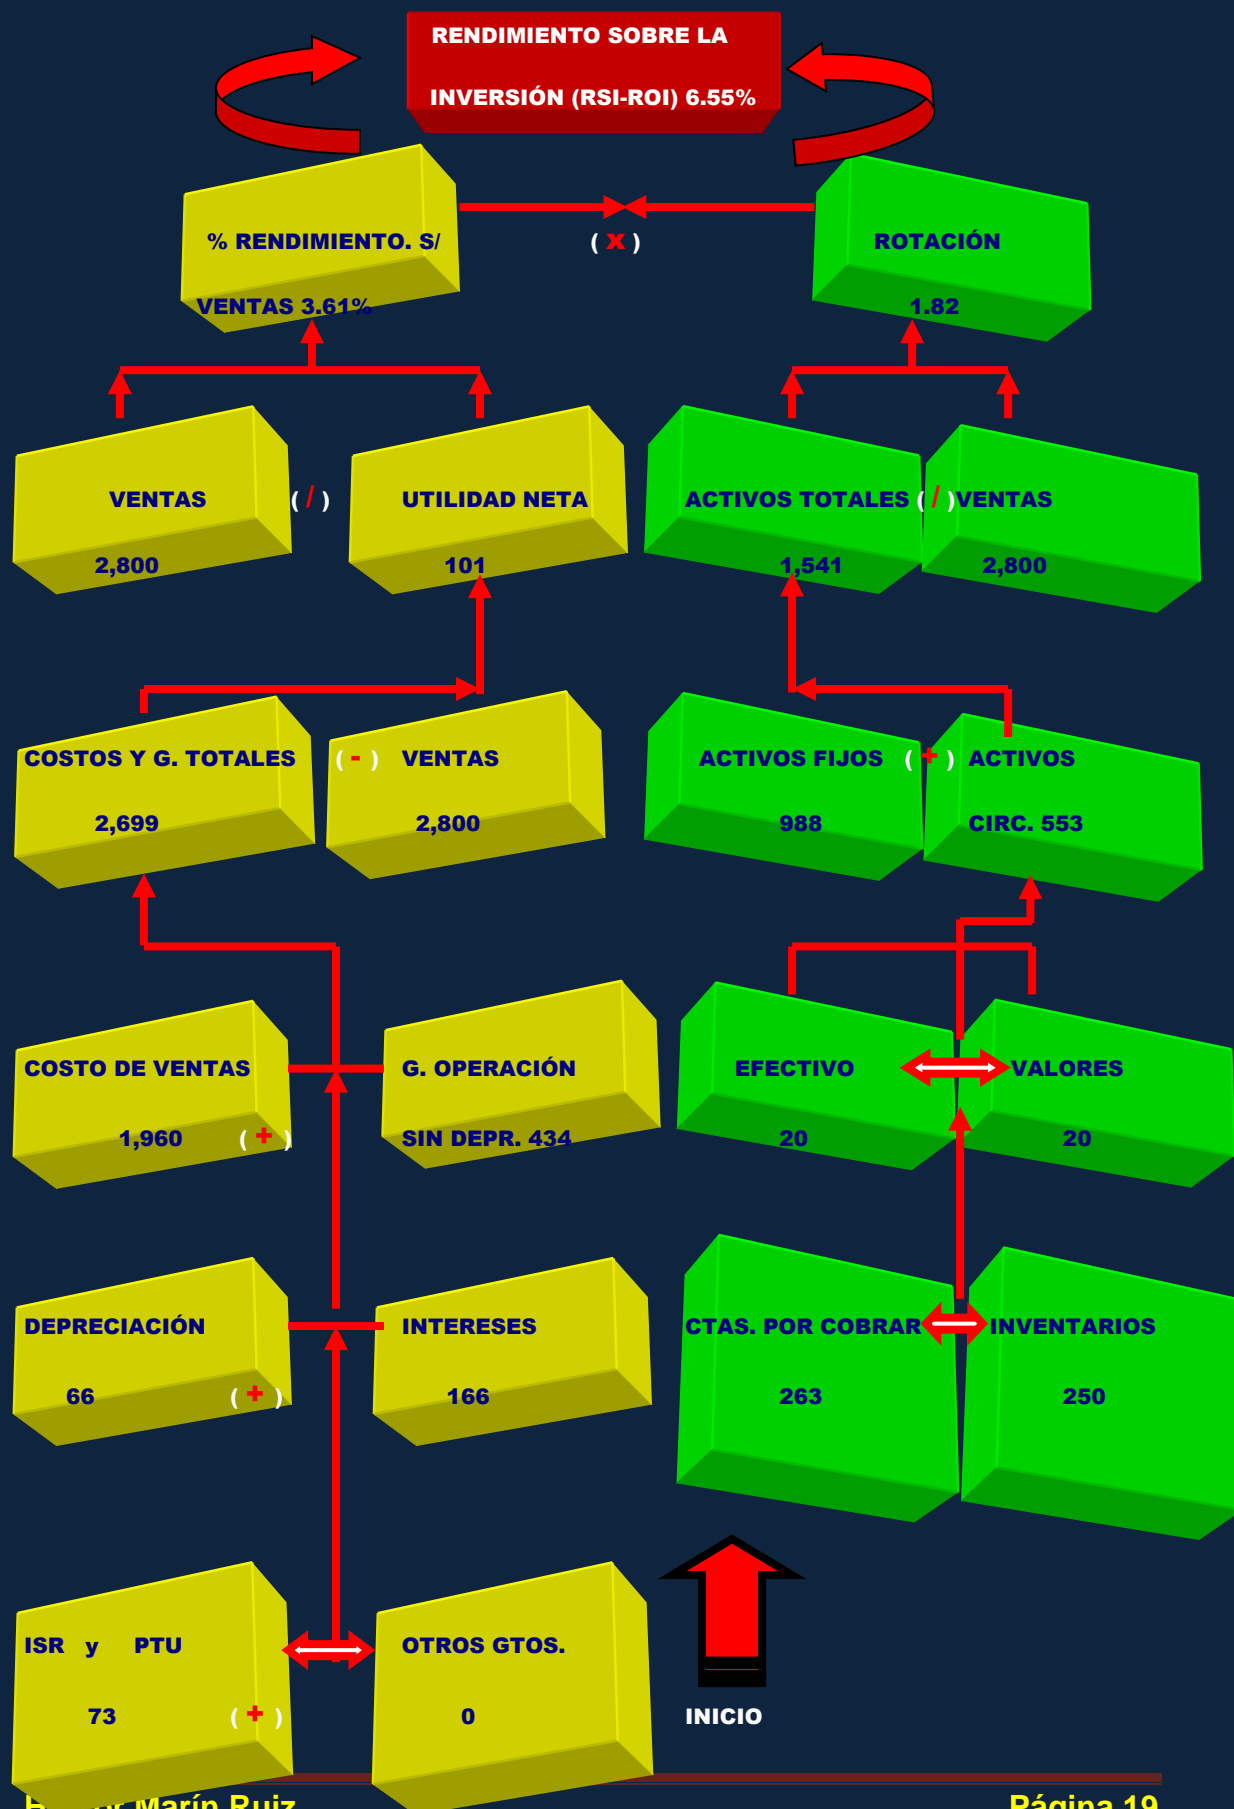 RENDIMIENTO SOBRE LA
INVERSIÓN (RSI-ROI) 6.55%
% RENDIMIENTO. S/ ( X ) ROTACIÓN
VENTAS 3.61% 1.82
VENTAS ( / ) UTILIDAD NETA ACTIVOS TOTALES ( / ) VENTAS
2,800 101 1,541 2,800
COSTOS Y G. TOTALES ( - ) VENTAS ACTIVOS FIJOS ( + ) ACTIVOS
2,699 2,800 988 CIRC. 553
COSTO DE VENTAS G. OPERACIÓN EFECTIVO VALORES
1,960 ( + ) SIN DEPR. 434 20 20
DEPRECIACIÓN INTERESES CTAS. POR COBRAR INVENTARIOS
66 ( + ) 166 263 250
ISR y PTU OTROS GTOS.
73 ( + ) 0 INICIO
Marín Ruiz Página 19